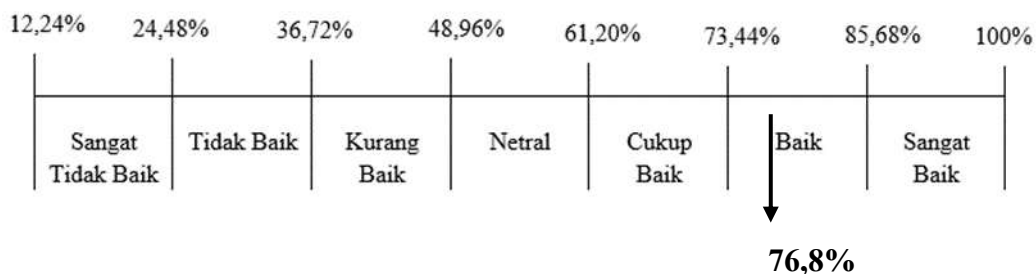 12,24% 24,48% 36,72% 48,96% 61,20% 73,44% 85,68% 100%
Sangat Tidak Baik Kurang Netral Cukup Baik Sangat
Tidak Baik Baik Baik Baik
76,8%